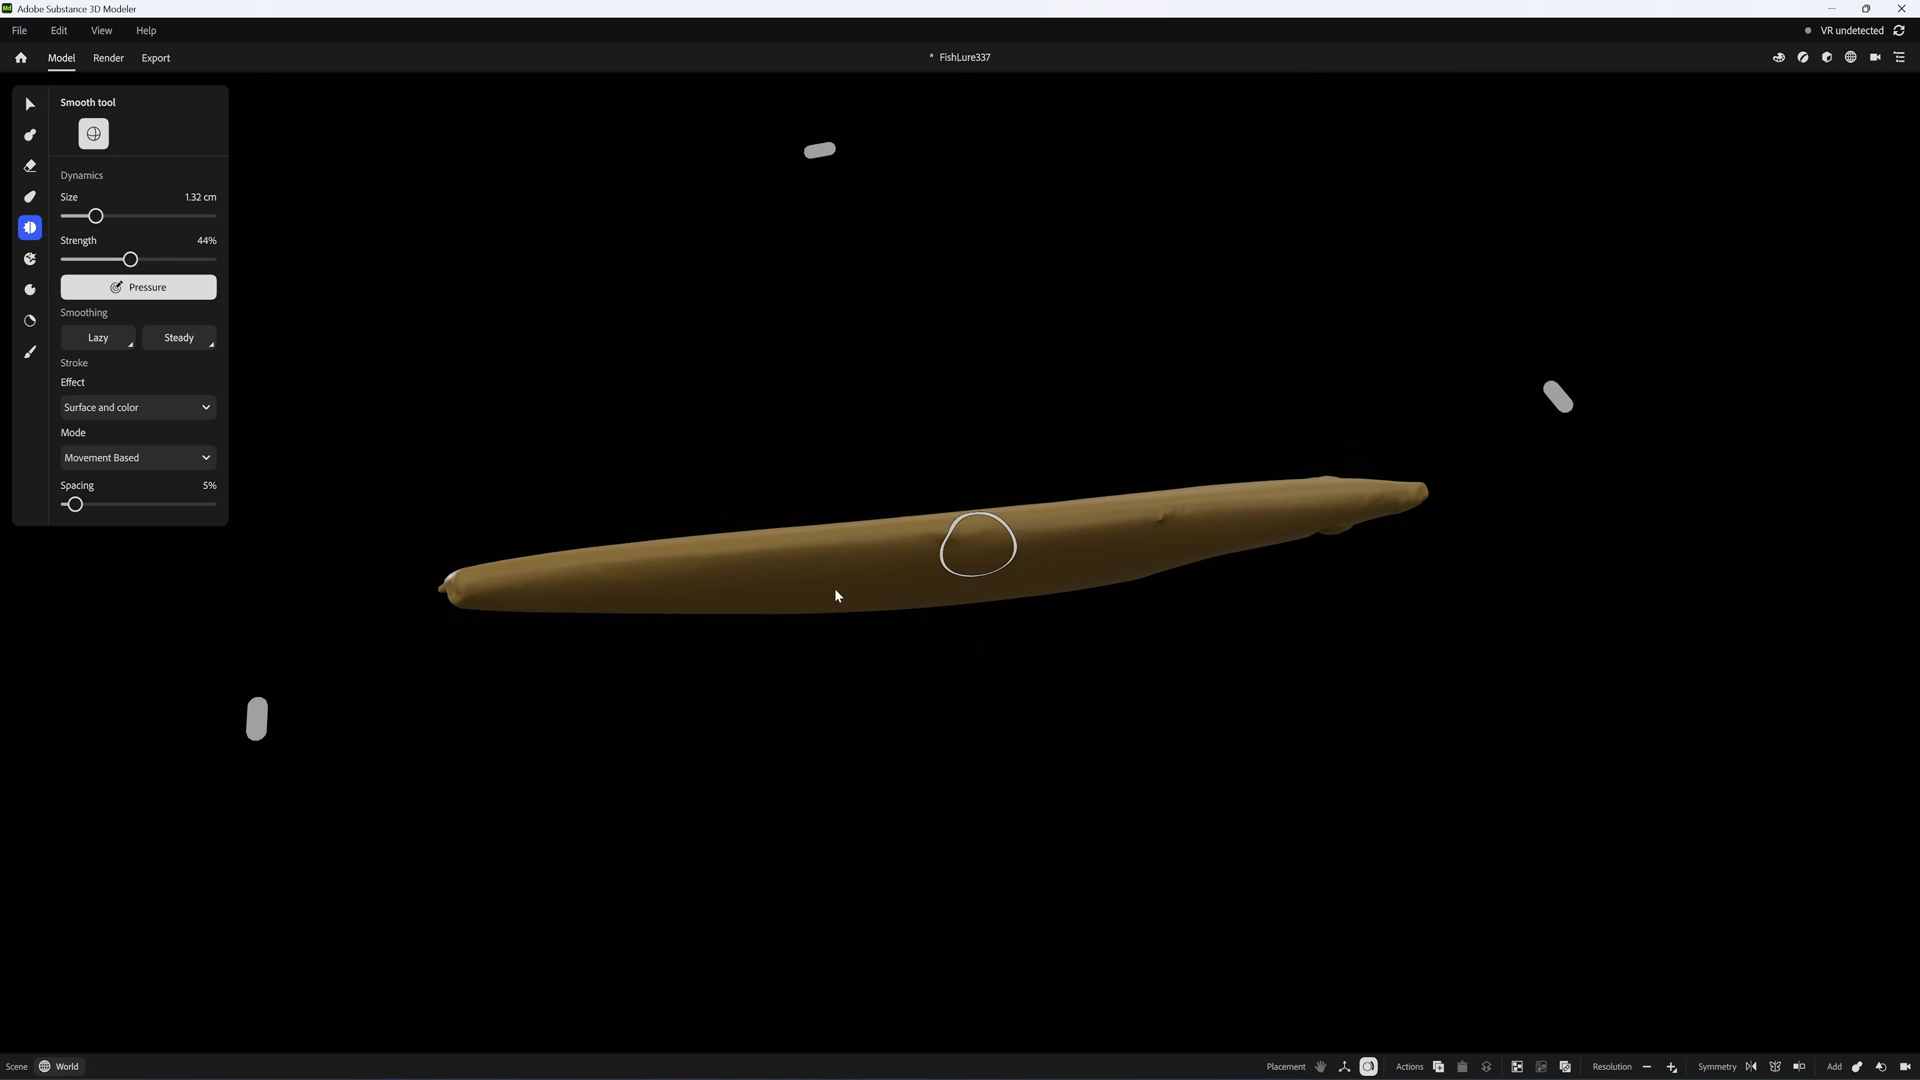 Adobe Substance 3D Modeler
File Edit View Help
VR undetected
Model Render Export
* FishLure337
Smooth tool
Dynamics
Size 1.32 cm
Strength 44%
Pressure
Smoothing
Lazy Steady
Stroke
Effect
Surface and color
Mode
Movement Based
Spacing 5%
Scene World
Placement Actions Resolution Symmetry Add